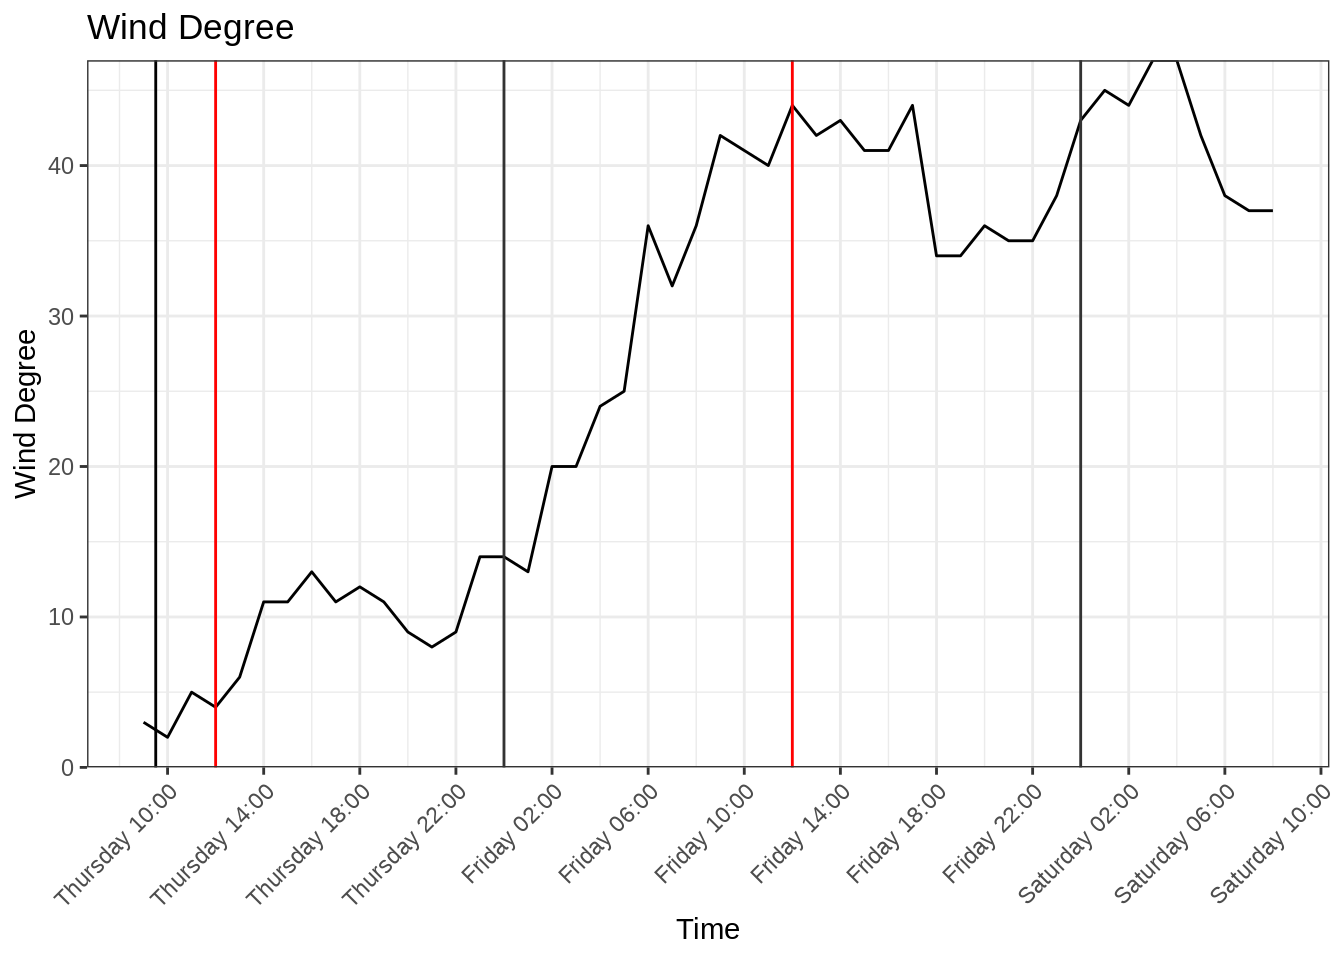 Wind Degree
Wind Degree
40
30
20
10
0
Thursday 10:00
Thursday 14:00
Thursday 18:00
Thursday 22:00
Friday 02:00
Friday 06:00
Friday 10:00
Friday 14:00
Friday 18:00
Friday 22:00
Saturday 02:00
Saturday 06:00
Saturday 10:00
Time